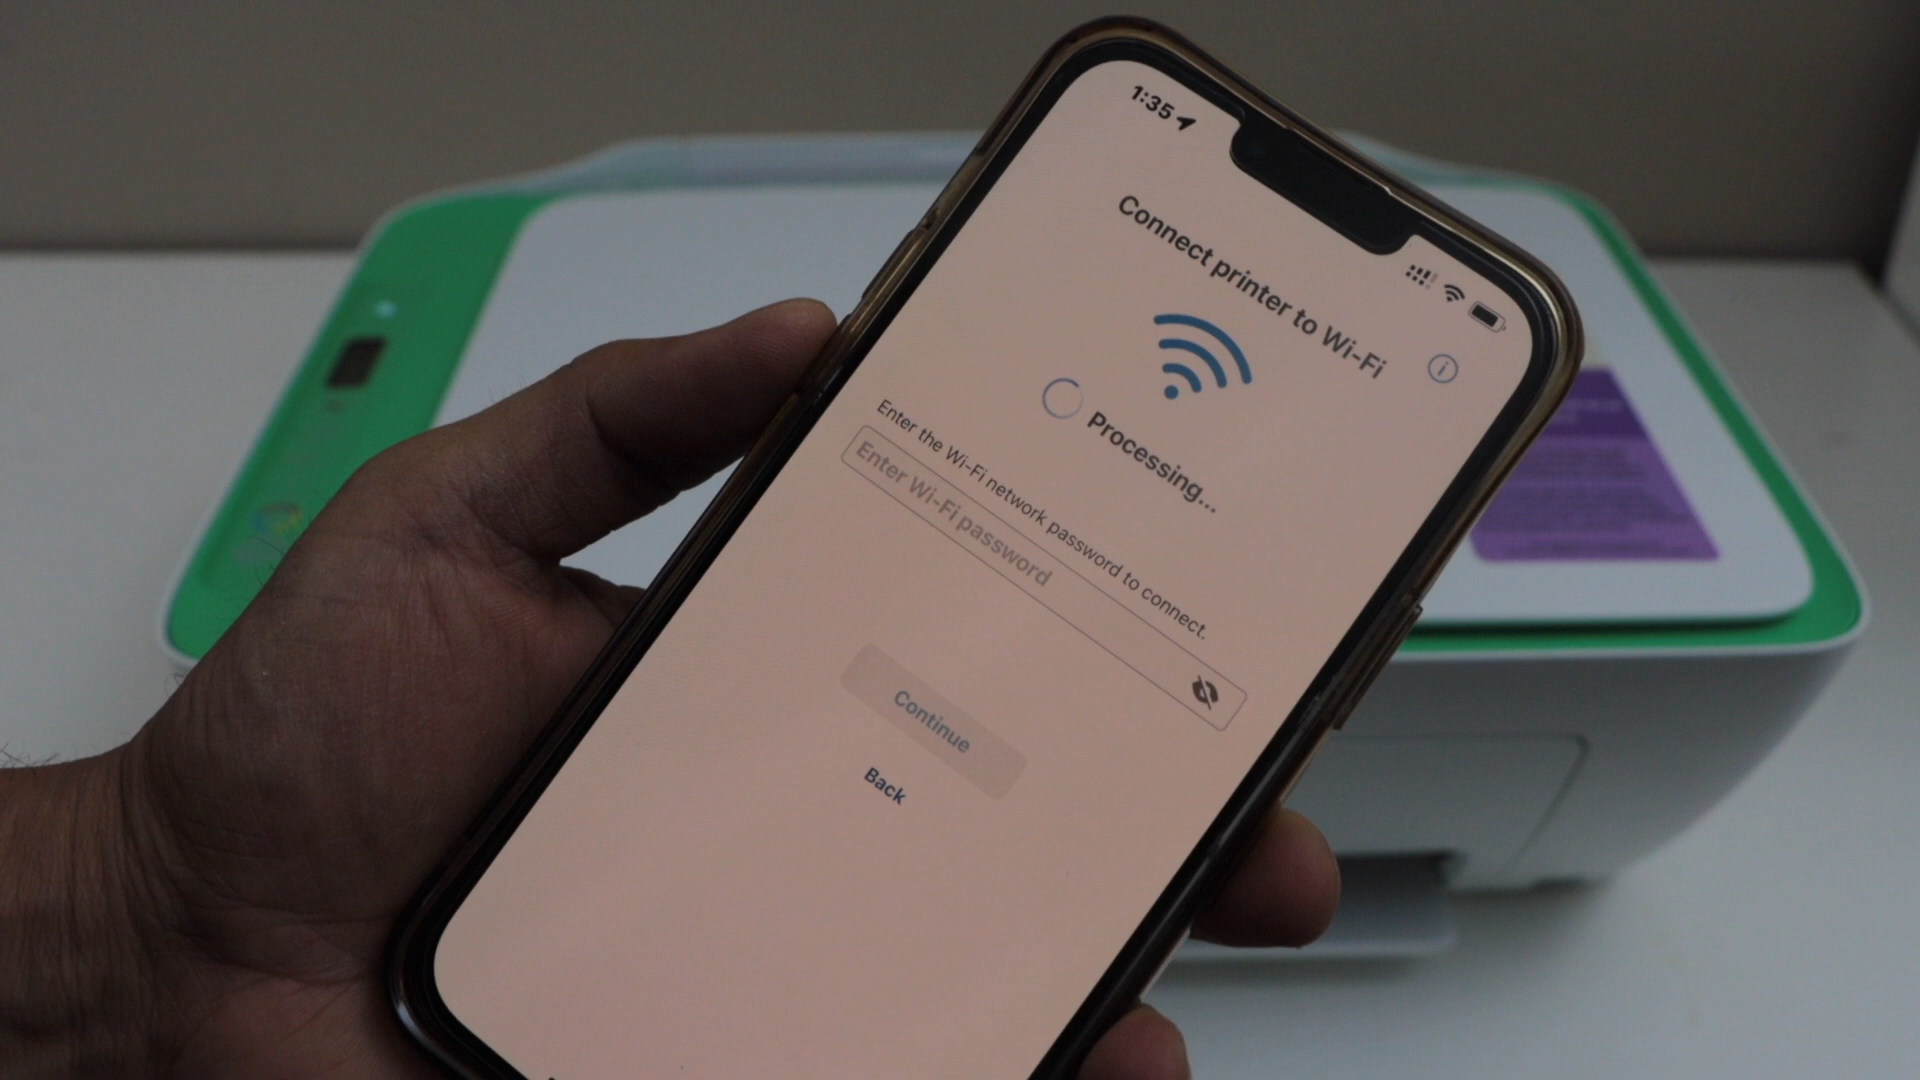 1:35
Connect printer to Wi-Fi
Processing...
Enter the Wi-Fi network password to connect.
Enter Wi-Fi password
Continue
Back